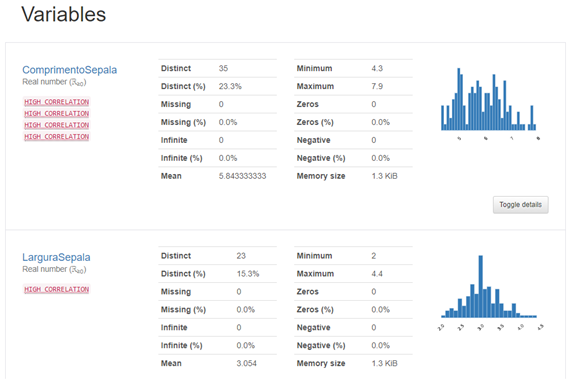 Variables
ComprimentoSepala
Real number (ℝ≥0)
HIGH CORRELATION
HIGH CORRELATION
HIGH CORRELATION
HIGH CORRELATION
Distinct 35
Distinct (%) 23.3%
Missing 0
Missing (%) 0.0%
Infinite 0
Infinite (%) 0.0%
Mean 5.843333333
Minimum 4.3
Maximum 7.9
Zeros 0
Zeros (%) 0.0%
Negative 0
Negative (%) 0.0%
Memory size 1.3 KiB
5 6 7 8
Toggle details
LarguraSepala
Real number (ℝ≥0)
HIGH CORRELATION
Distinct 23
Distinct (%) 15.3%
Missing 0
Missing (%) 0.0%
Infinite 0
Infinite (%) 0.0%
Mean 3.054
Minimum 2
Maximum 4.4
Zeros 0
Zeros (%) 0.0%
Negative 0
Negative (%) 0.0%
Memory size 1.3 KiB
2.0 2.5 3.0 3.5 4.0 4.5